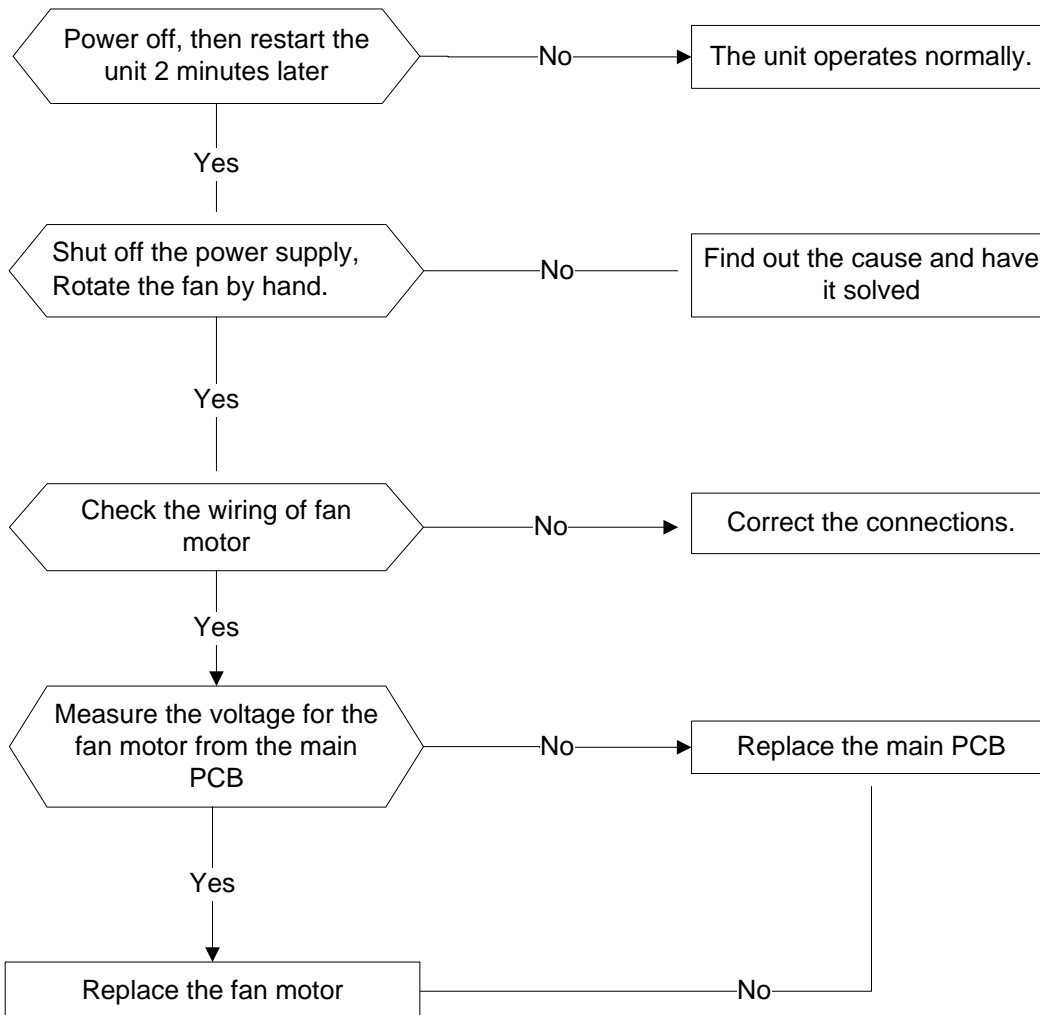 Power off, then restart the
unit 2 minutes later
No
The unit operates normally.
Yes
Shut off the power supply,
Rotate the fan by hand.
No
Find out the cause and have
it solved
Yes
Check the wiring of fan
motor
No
Correct the connections.
Yes
Measure the voltage for the
fan motor from the main
PCB
No
Replace the main PCB
Yes
Replace the fan motor
No